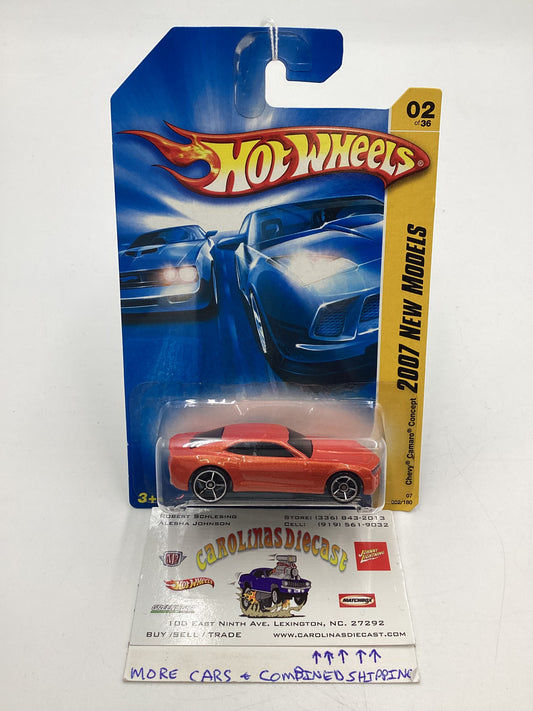 02
of 36
HOT WHEELS®
2007 NEW MODELS
Chevy® Camaro® Concept
07
002/180
3+
ROBERT SCHLESING
ALESHA JOHNSON
STORE: (336) 843-2013
CELL: (919) 561-9032
CAROLINAS DIECAST
M2
JOHNNY LIGHTNING
HOT WHEELS
MATCHBOX
100 EAST NINTH AVE. LEXINGTON, NC. 27292
BUY /SELL / TRADE
WWW.CAROLINASDIECAST.COM
↑↑↑ ↑↑
MORE CARS & COMBINED SHIPPING